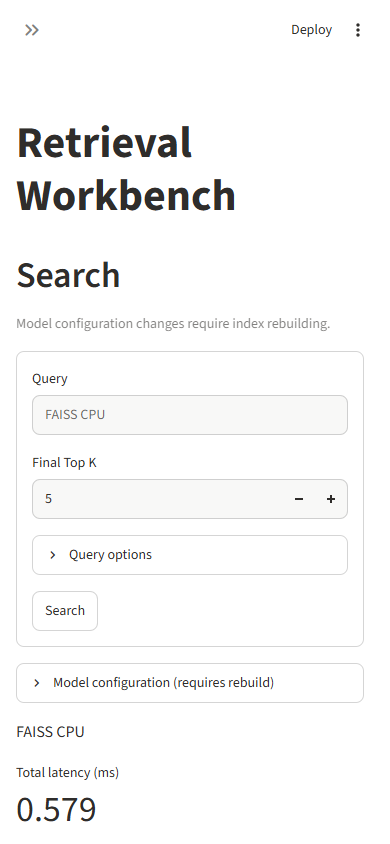 Deploy
Retrieval
Workbench
Search
Model configuration changes require index rebuilding.
Query
FAISS CPU
Final Top K
5
Query options
Search
Model configuration (requires rebuild)
FAISS CPU
Total latency (ms)
0.579